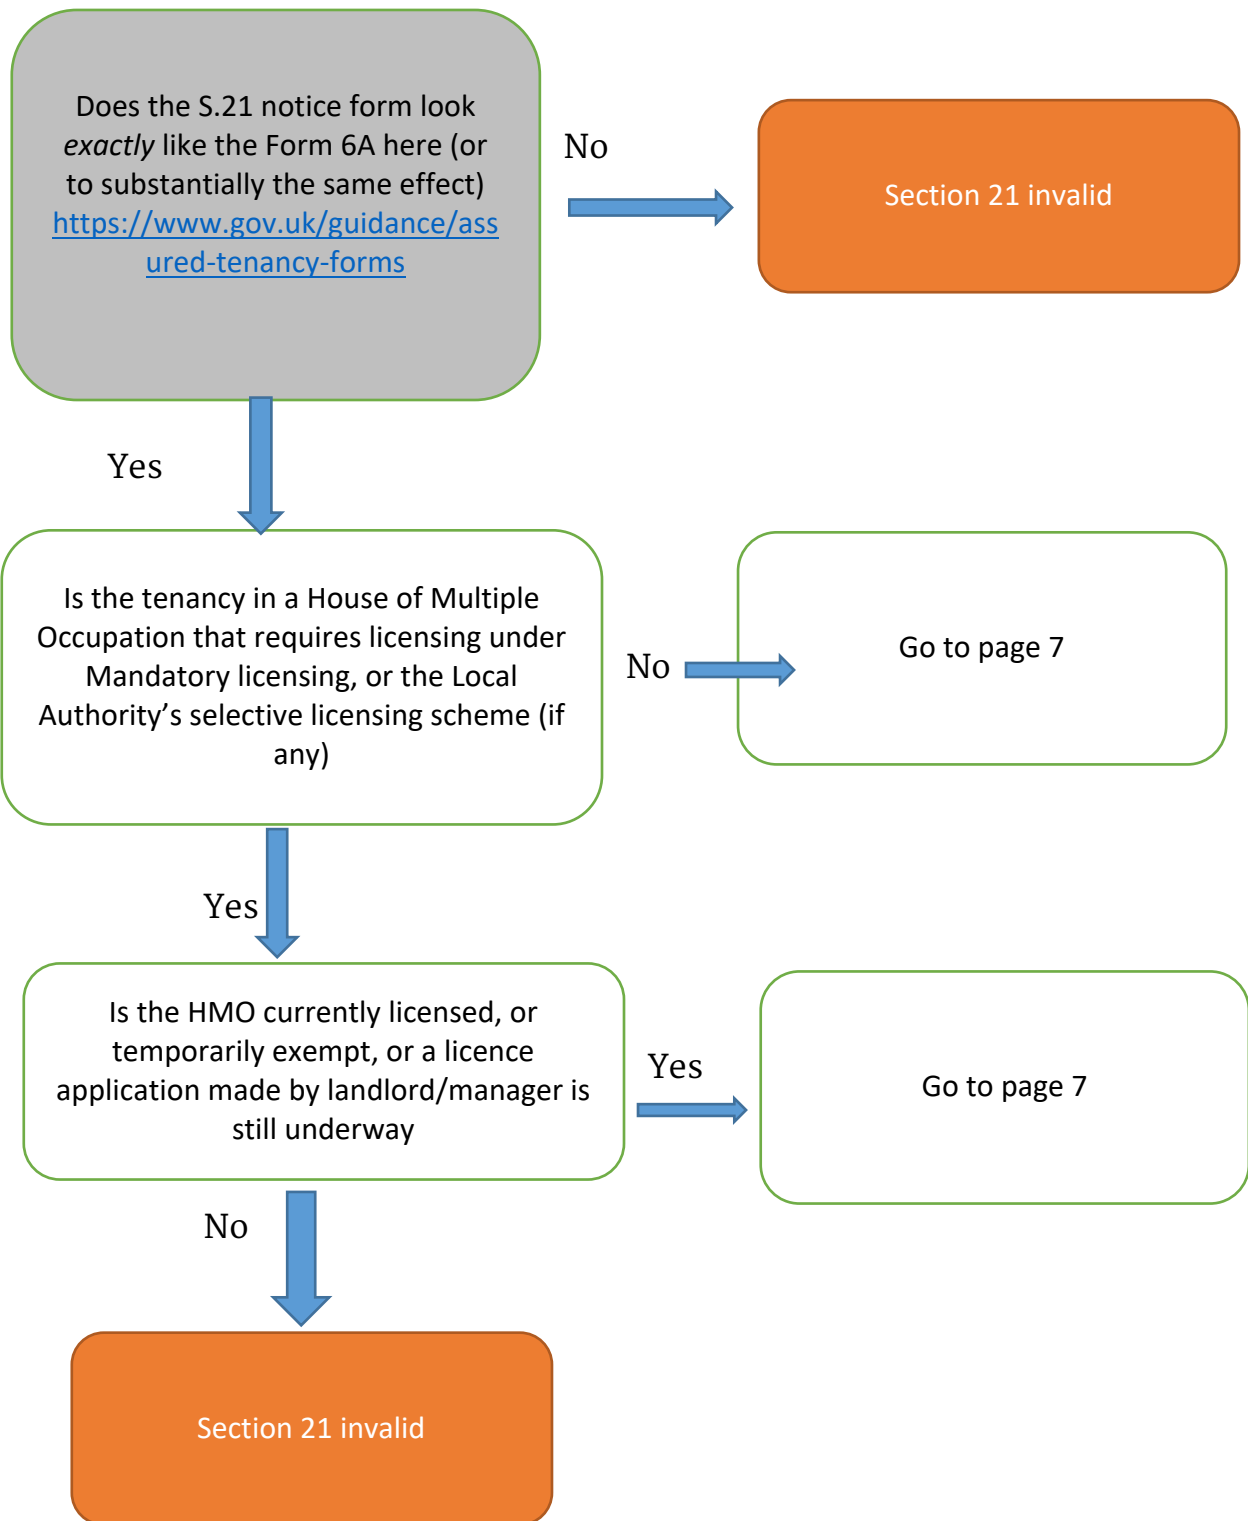 Does the S.21 notice form look
exactly like the Form 6A here (or
to substantially the same effect)
https://www.gov.uk/guidance/ass
ured-tenancy-forms
No
Section 21 invalid
Yes
Is the tenancy in a House of Multiple
Occupation that requires licensing under
Mandatory licensing, or the Local
Authority’s selective licensing scheme (if
any)
No
Go to page 7
Yes
Is the HMO currently licensed, or
temporarily exempt, or a licence
application made by landlord/manager is
still underway
Yes
Go to page 7
No
Section 21 invalid